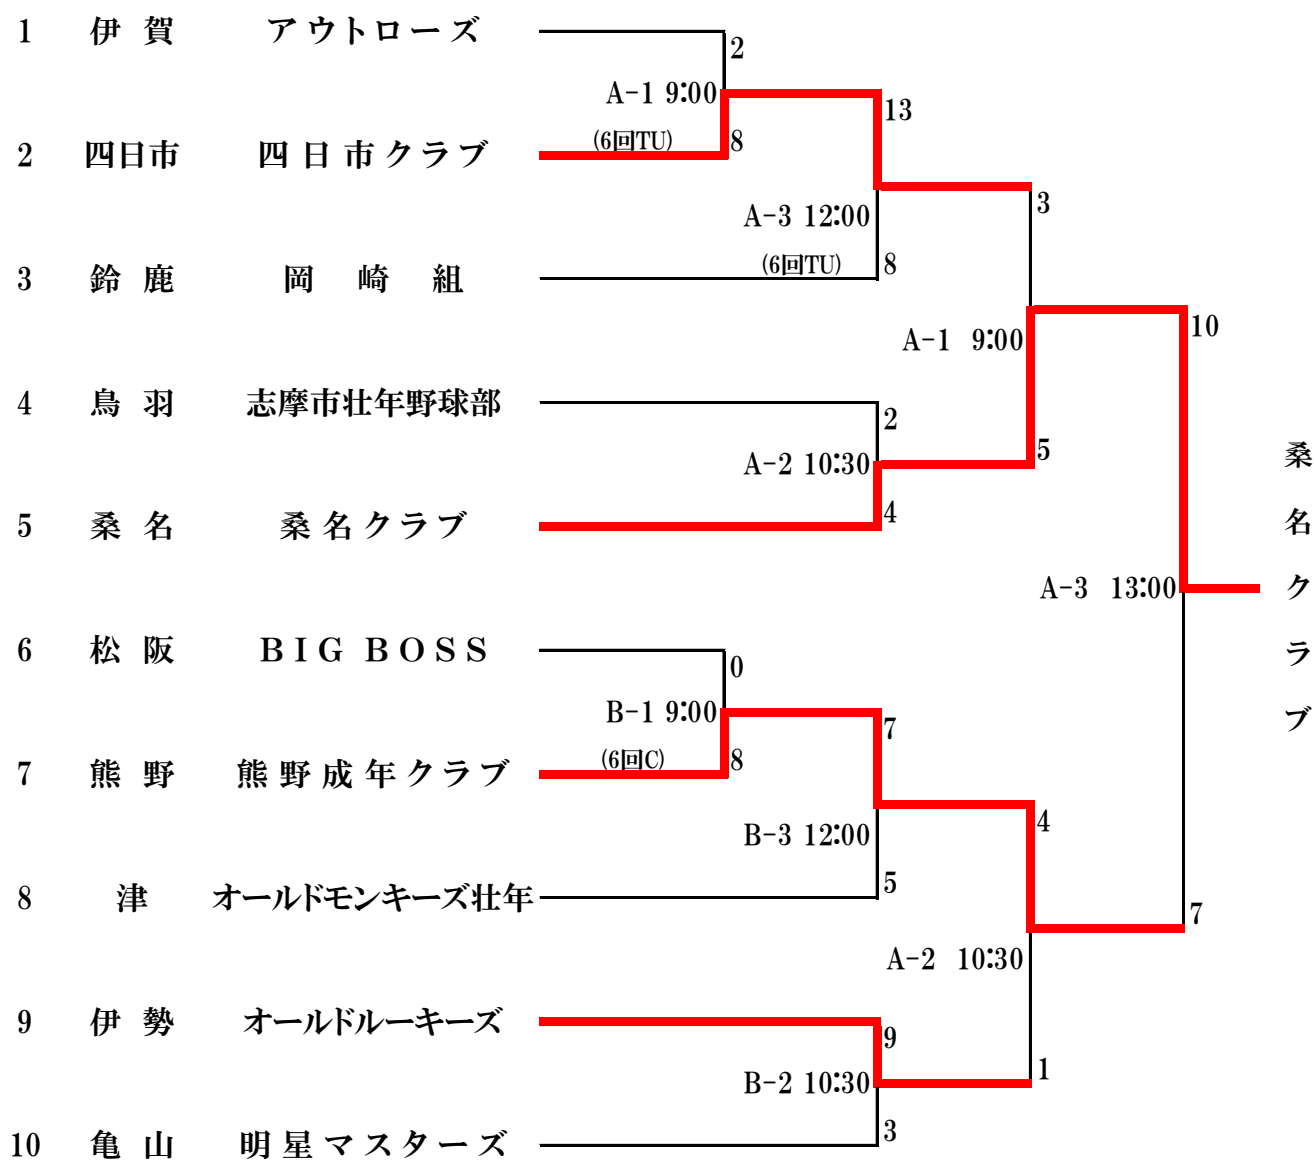 1 伊賀 アウトローズ
2
A-1 9:00
13
(6回TU)
8
2 四日市 四日市クラブ
3
A-3 12:00
(6回TU)
8
3 鈴鹿 岡崎組
10
A-1 9:00
4 鳥羽 志摩市壮年野球部
2
5
A-2 10:30
4
5 桑名 桑名クラブ
A-3 13:00
桑名クラブ
6 松阪 BIG BOSS
0
B-1 9:00
7
(6回C)
8
7 熊野 熊野成年クラブ
4
B-3 12:00
5
8 津 オールドモンキーズ壮年
7
A-2 10:30
9 伊勢 オールドルーキーズ
9
1
B-2 10:30
3
10 亀山 明星マスターズ